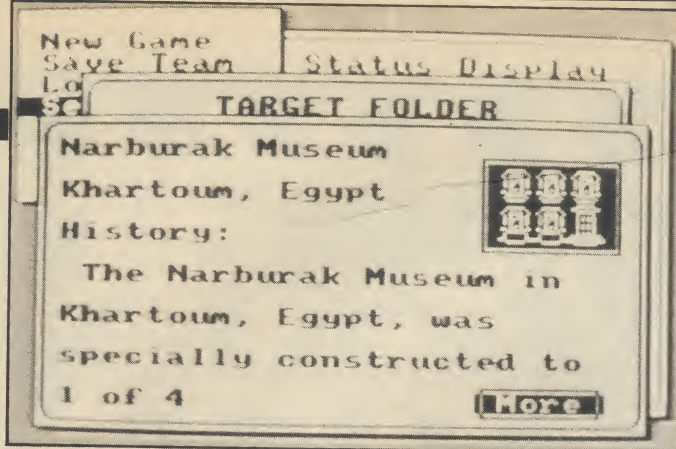 New Game
Save Team
Lo
Status Display
TARGET FOLDER
Narburak Museum
Khartoum, Egypt
History:
The Narburak Museum in
Khartoum, Egypt, was
specially constructed to
1 of 4
More